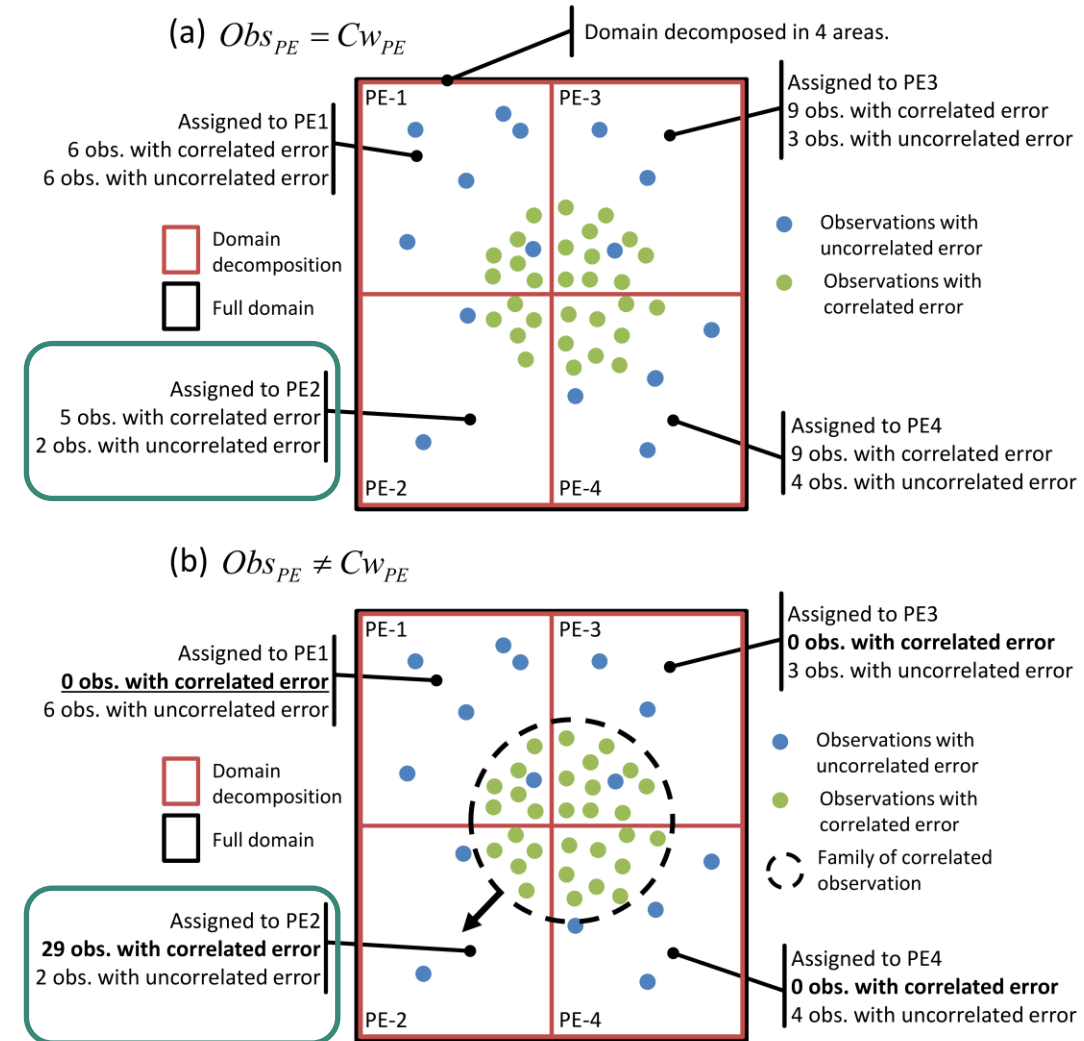 (a) Obs_PE = Cw_PE
Domain decomposed in 4 areas.
PE-1
PE-3
Assigned to PE1
6 obs. with correlated error
6 obs. with uncorrelated error
Assigned to PE3
9 obs. with correlated error
3 obs. with uncorrelated error
Domain
decomposition
Full domain
Observations with
uncorrelated error
Observations with
correlated error
Assigned to PE2
5 obs. with correlated error
2 obs. with uncorrelated error
Assigned to PE4
9 obs. with correlated error
4 obs. with uncorrelated error
PE-2
PE-4
(b) Obs_PE ≠ Cw_PE
PE-1
PE-3
Assigned to PE1
0 obs. with correlated error
6 obs. with uncorrelated error
Assigned to PE3
0 obs. with correlated error
3 obs. with uncorrelated error
Domain
decomposition
Full domain
Observations with
uncorrelated error
Observations with
correlated error
Family of correlated
observation
Assigned to PE2
29 obs. with correlated error
2 obs. with uncorrelated error
Assigned to PE4
0 obs. with correlated error
4 obs. with uncorrelated error
PE-2
PE-4